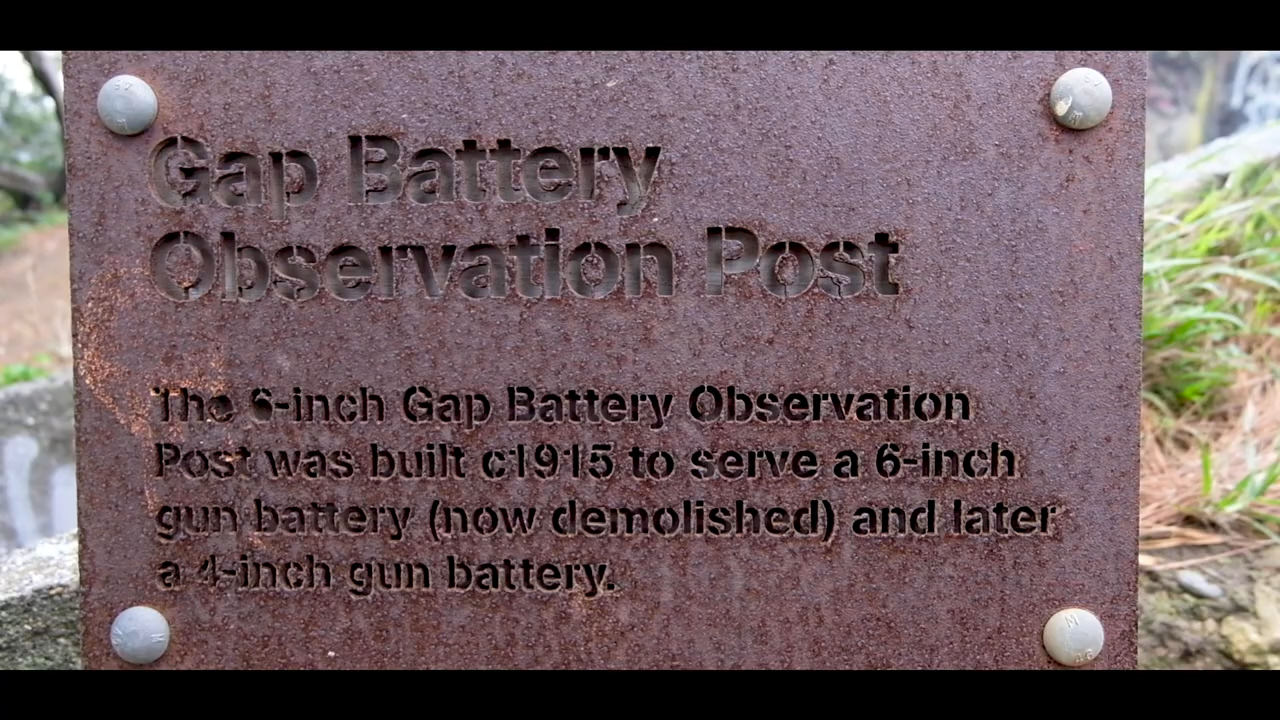 Gap Battery
Observation Post
The 6-inch Gap Battery Observation
Post was built c1915 to serve a 6-inch
gun battery (now demolished) and later
a 4-inch gun battery.